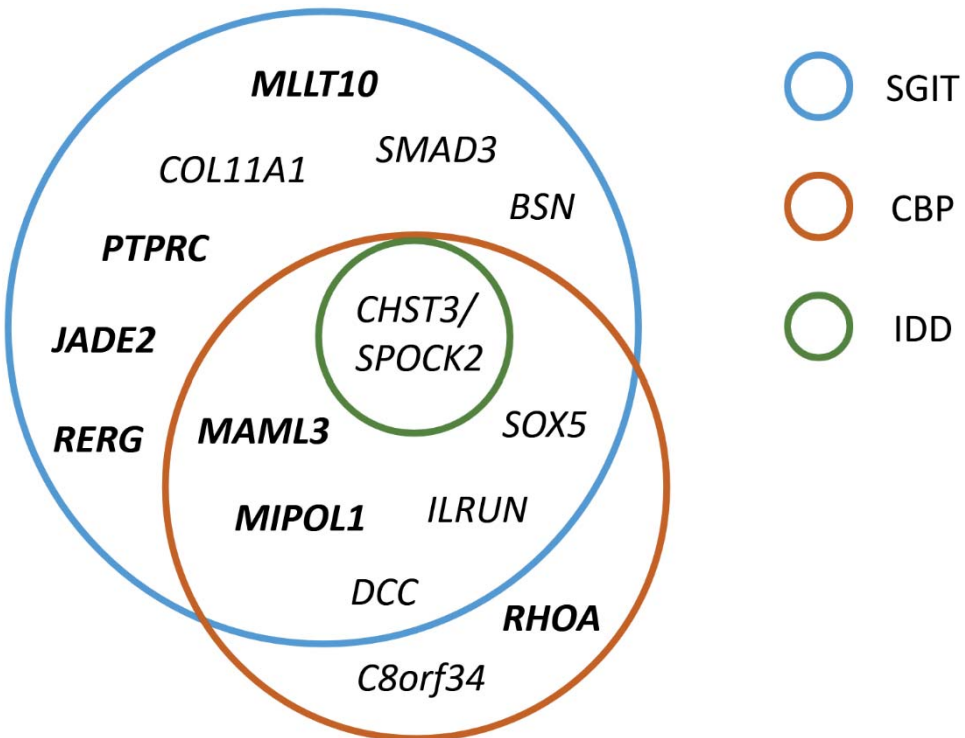 MLLT10
SGIT
SMAD3
COL11A1
BSN
CBP
PTPRC
CHST3/
SPOCK2
JADE2
IDD
MAML3
SOX5
RERG
MIPOL1
ILRUN
DCC
RHOA
C8orf34